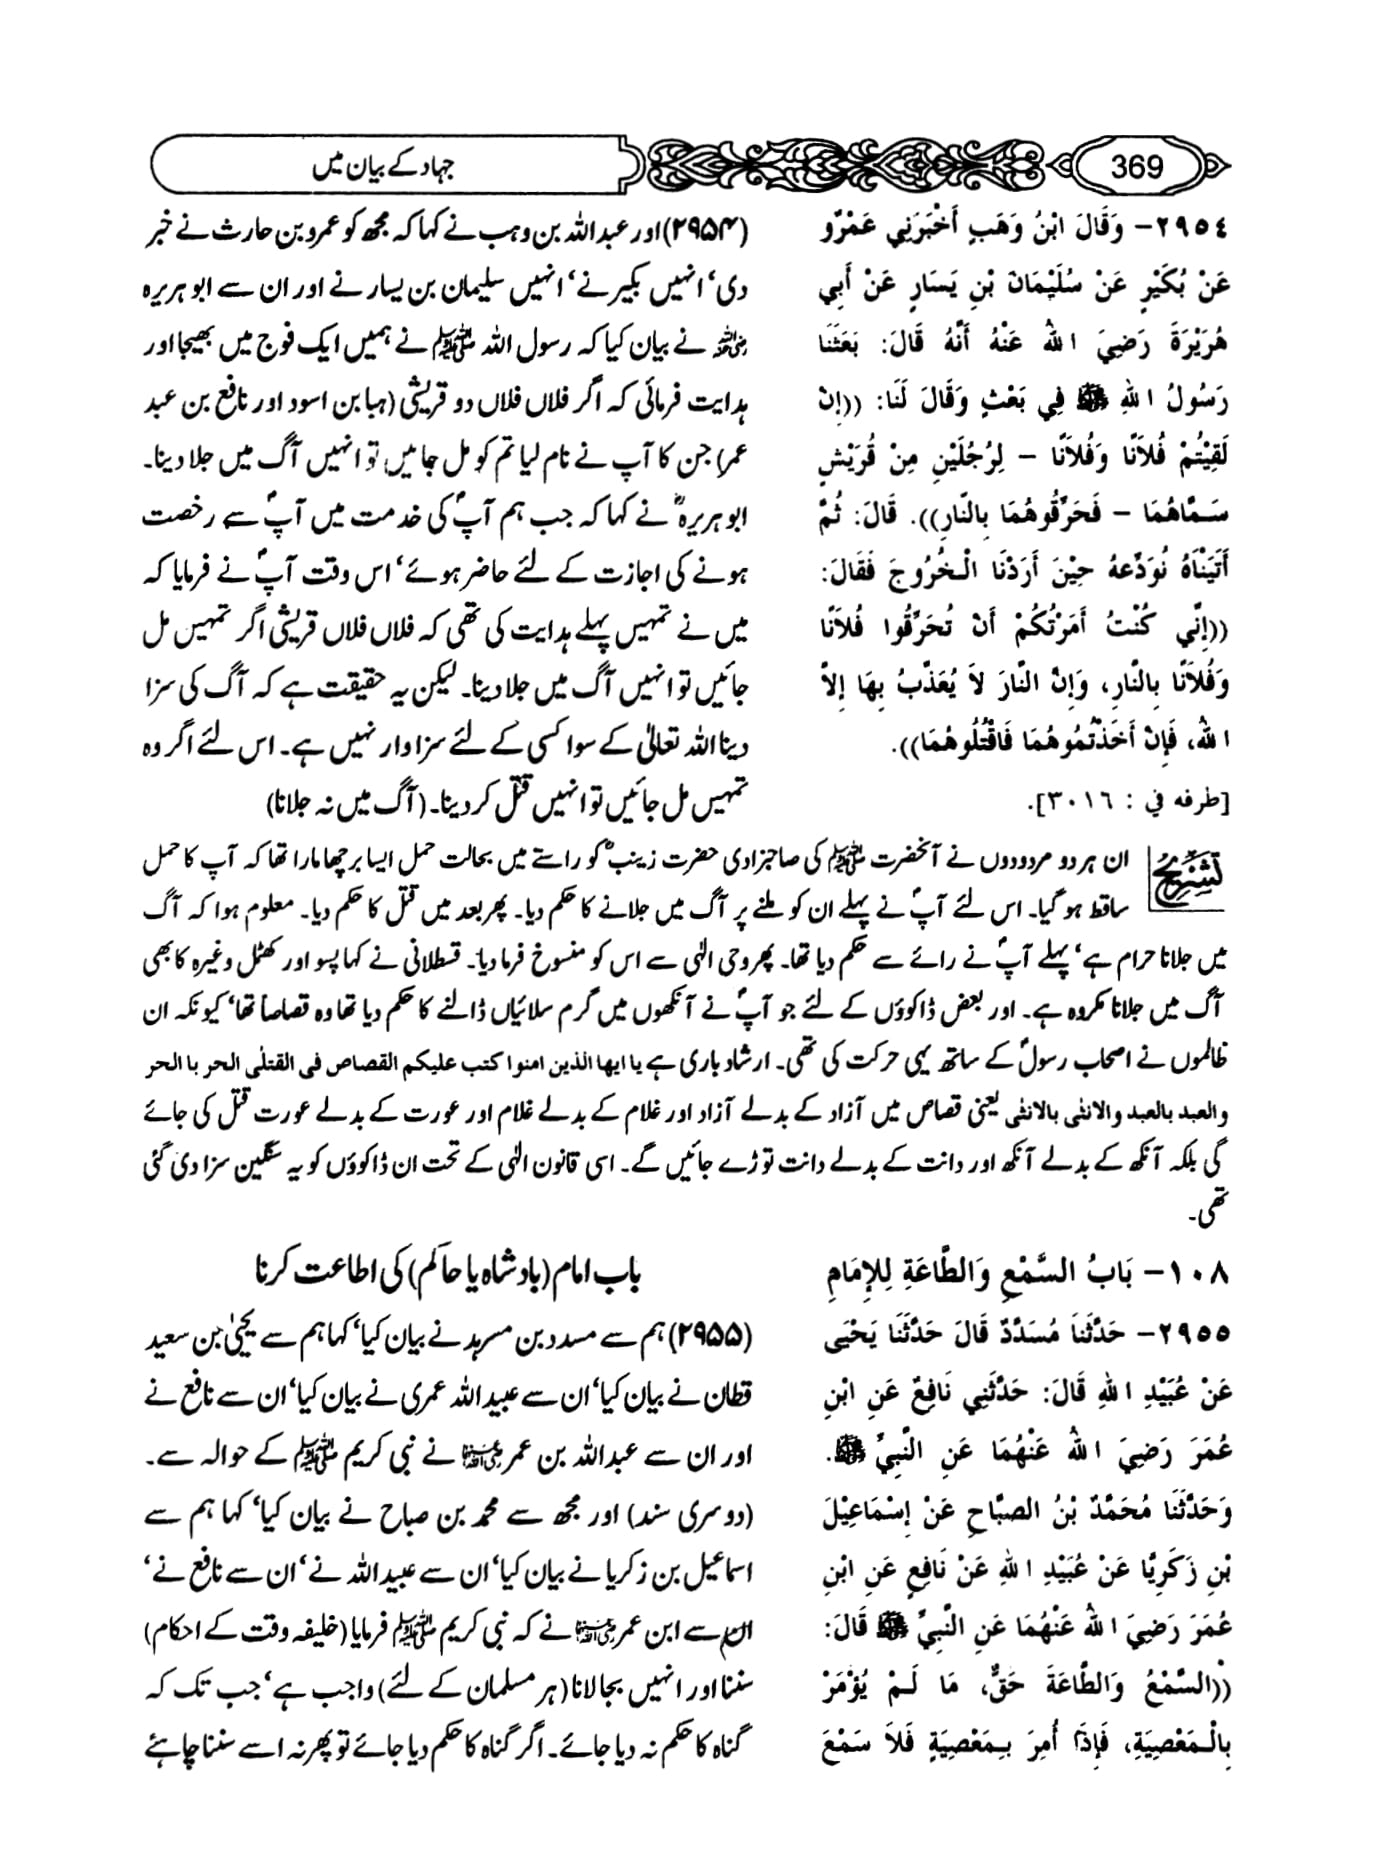 369
جہاد کے بیان میں
٢٩٥٤- وَقَالَ ابْنُ وَهَبٍ أَخْبَرَنِي عَمْرٌو
عَنْ بُكَيْرٍ عَنْ سُلَيْمَانَ بْنِ يَسَارٍ عَنْ أَبِي
هُرَيْرَةَ رَضِيَ اللهُ عَنْهُ أَنَّهُ قَالَ: بَعَثَنَا
رَسُولُ اللهِ ﷺ فِي بَعْثٍ وَقَالَ لَنَا: ((إِنْ
لَقِيْتُمْ فُلاَنًا وَفُلاَنًا – لِرُجُلَيْنِ مِنْ قُرَيْشٍ
سَمَّاهُمَا – فَحَرِّقُوهُمَا بِالنَّارِ)). قَالَ: ثُمَّ
أَتَيْنَاهُ نُوَدِّعهُ حِيْنَ أَرَدْنَا الْخُرُوجَ فَقَالَ:
((إِنِّي كُنْتُ أَمَرْتُكُمْ أَنْ تُحَرِّقُوا فُلاَنًا
وَفُلاَنًا بِالنَّارِ، وَإِنَّ النَّارَ لاَ يُعَذِّبُ بِهَا إِلاَّ
اللهُ، فَإِنْ أَخَذْتُمُوهُمَا فَاقْتُلُوهُمَا)).
[طرفه في : ٣٠١٦].
(۲۹۵۴) اور عبداللہ بن وہب نے کہا کہ مجھ کو عمرو بن حارث نے خبر
دی‘ انہیں بکیر نے‘ انہیں سلیمان بن یسار نے اور ان سے ابو ہریرہ
رضی اللہ عنہ نے بیان کیا کہ رسول اللہ ﷺ نے ہمیں ایک فوج میں بھیجا اور
ہدایت فرمائی کہ اگر فلاں فلاں دو قریشی (ہبا بن اسود اور نافع بن عبد
عمر) جن کا آپ نے نام لیا تم کو مل جائیں تو انہیں آگ میں جلا دینا۔
ابو ہریرہؓ نے کہا کہ جب ہم آپؐ کی خدمت میں آپؐ سے رخصت
ہونے کی اجازت کے لئے حاضر ہوئے‘ اس وقت آپؐ نے فرمایا کہ
میں نے تمہیں پہلے ہدایت کی تھی کہ فلاں فلاں قریشی اگر تمہیں مل
جائیں تو انہیں آگ میں جلا دینا۔ لیکن یہ حقیقت ہے کہ آگ کی سزا
دینا اللہ تعالیٰ کے سوا کسی کے لئے سزاوار نہیں ہے۔ اس لئے اگر وہ
تمہیں مل جائیں تو انہیں قتل کر دینا۔ (آگ میں نہ جلانا)
تشریح ان ہر دو مردودوں نے آنحضرت ﷺ کی صاحبزادی حضرت زینبؓ کو راستے میں بحالت حمل ایسا برچھا مارا تھا کہ آپ کا حمل
ساقط ہو گیا۔ اس لئے آپؐ نے پہلے ان کو ملنے پر آگ میں جلانے کا حکم دیا۔ پھر بعد میں قتل کا حکم دیا۔ معلوم ہوا کہ آگ
میں جلانا حرام ہے‘ پہلے آپؐ نے رائے سے حکم دیا تھا۔ پھر وحی الٰہی سے اس کو منسوخ فرما دیا۔ قسطلانی نے کہا پسو اور کھٹمل وغیرہ کا بھی
آگ میں جلانا مکروہ ہے۔ اور بعض ڈاکوؤں کے لئے جو آپؐ نے آنکھوں میں گرم سلائیاں ڈالنے کا حکم دیا تھا وہ قصاصاً تھا‘ کیونکہ ان
ظالموں نے اصحاب رسولؐ کے ساتھ یہی حرکت کی تھی۔ ارشاد باری ہے یا ایھا الذین امنوا کتب علیکم القصاص فی القتلٰی الحر با الحر
والعبد بالعبد والانثٰی بالانثٰی یعنی قصاص میں آزاد کے بدلے آزاد اور غلام کے بدلے غلام اور عورت کے بدلے عورت قتل کی جائے
گی بلکہ آنکھ کے بدلے آنکھ اور دانت کے بدلے دانت توڑے جائیں گے۔ اسی قانون الٰہی کے تحت ان ڈاکوؤں کو یہ سنگین سزا دی گئی
تھی۔
١٠٨- بَابُ السَّمْعِ وَالطَّاعَةِ لِلإِمَامِ
باب امام (بادشاہ یا حاکم) کی اطاعت کرنا
٢٩٥٥- حَدَّثَنَا مُسَدَّدٌ قَالَ حَدَّثَنَا يَحْيَى
عَنْ عُبَيْدِ اللهِ قَالَ: حَدَّثَنِي نَافِعٌ عَنِ ابْنِ
عُمَرَ رَضِيَ اللهُ عَنْهُمَا عَنِ النَّبِيِّ ﷺ.
وَحَدَّثَنَا مُحَمَّدٌ بْنُ الصَّبَّاحِ عَنْ إِسْمَاعِيْلَ
بْنِ زَكَرِيَّا عَنْ عُبَيْدِ اللهِ عَنْ نَافِعٍ عَنِ ابْنِ
عُمَرَ رَضِيَ اللهُ عَنْهُمَا عَنِ النَّبِيِّ ﷺ قَالَ:
((السَّمْعُ وَالطَّاعَةَ حَقٌّ، مَا لَمْ يُؤْمَرْ
بِالْمَعْصِيَةِ، فَإِذَا أُمِرَ بِمَعْصِيَةٍ فَلاَ سَمْعَ
(۲۹۵۵) ہم سے مسدد بن مسرہد نے بیان کیا‘ کہا ہم سے یحییٰ بن سعید
قطان نے بیان کیا‘ ان سے عبیداللہ عمری نے بیان کیا‘ ان سے نافع نے
اور ان سے عبداللہ بن عمر رضی اللہ عنہما نے نبی کریم ﷺ کے حوالہ سے۔
(دوسری سند) اور مجھ سے محمد بن صباح نے بیان کیا‘ کہا ہم سے
اسماعیل بن زکریا نے بیان کیا‘ ان سے عبیداللہ نے‘ ان سے نافع نے‘
ان سے ابن عمر رضی اللہ عنہما نے کہ نبی کریم ﷺ فرمایا (خلیفہ وقت کے احکام)
سننا اور انہیں بجا لانا (ہر مسلمان کے لئے) واجب ہے‘ جب تک کہ
گناہ کا حکم نہ دیا جائے۔ اگر گناہ کا حکم دیا جائے تو پھر نہ اسے سننا چاہئے